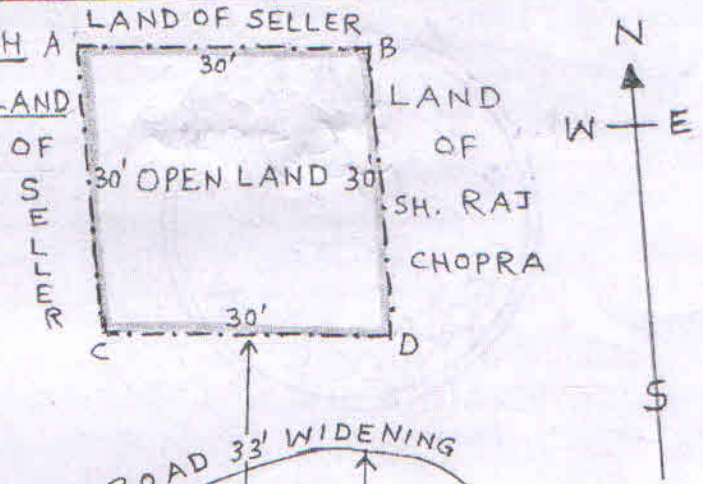 LAND OF SELLER
H A
B
N
30'
LAND
OF
SELLER
LAND
OF
SH. RAJ
CHOPRA
W E
30' OPEN LAND 30'
30'
C
D
S
ROAD 33' WIDENING